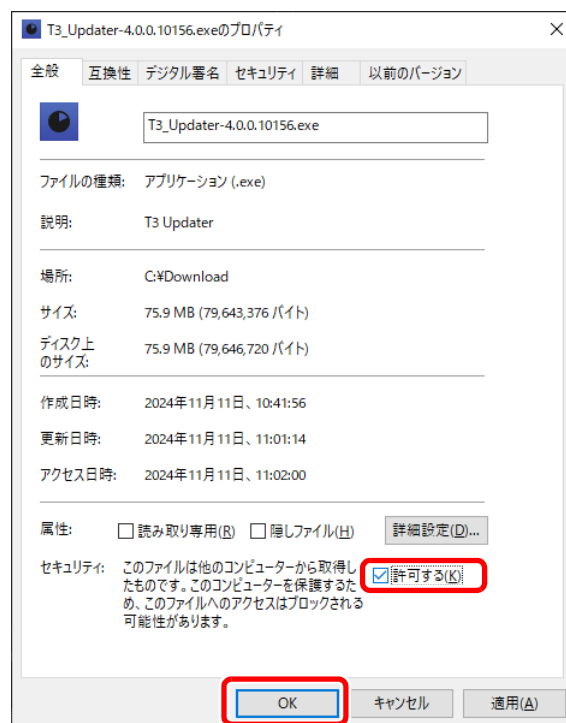 T3_Updater-4.0.0.10156.exeのプロパティ
全般 互換性 デジタル署名 セキュリティ 詳細 以前のバージョン
T3_Updater-4.0.0.10156.exe
ファイルの種類: アプリケーション (.exe)
説明: T3 Updater
場所: C:¥Download
サイズ: 75.9 MB (79,643,376 バイト)
ディスク上
のサイズ: 75.9 MB (79,646,720 バイト)
作成日時: 2024年11月11日、10:41:56
更新日時: 2024年11月11日、11:01:14
アクセス日時: 2024年11月11日、11:02:00
属性: 読み取り専用(R) 隠しファイル(H) 詳細設定(D)...
セキュリティ: このファイルは他のコンピューターから取得し
たものです。このコンピューターを保護するた
め、このファイルへのアクセスはブロックされる
可能性があります。
許可する(K)
OK キャンセル 適用(A)